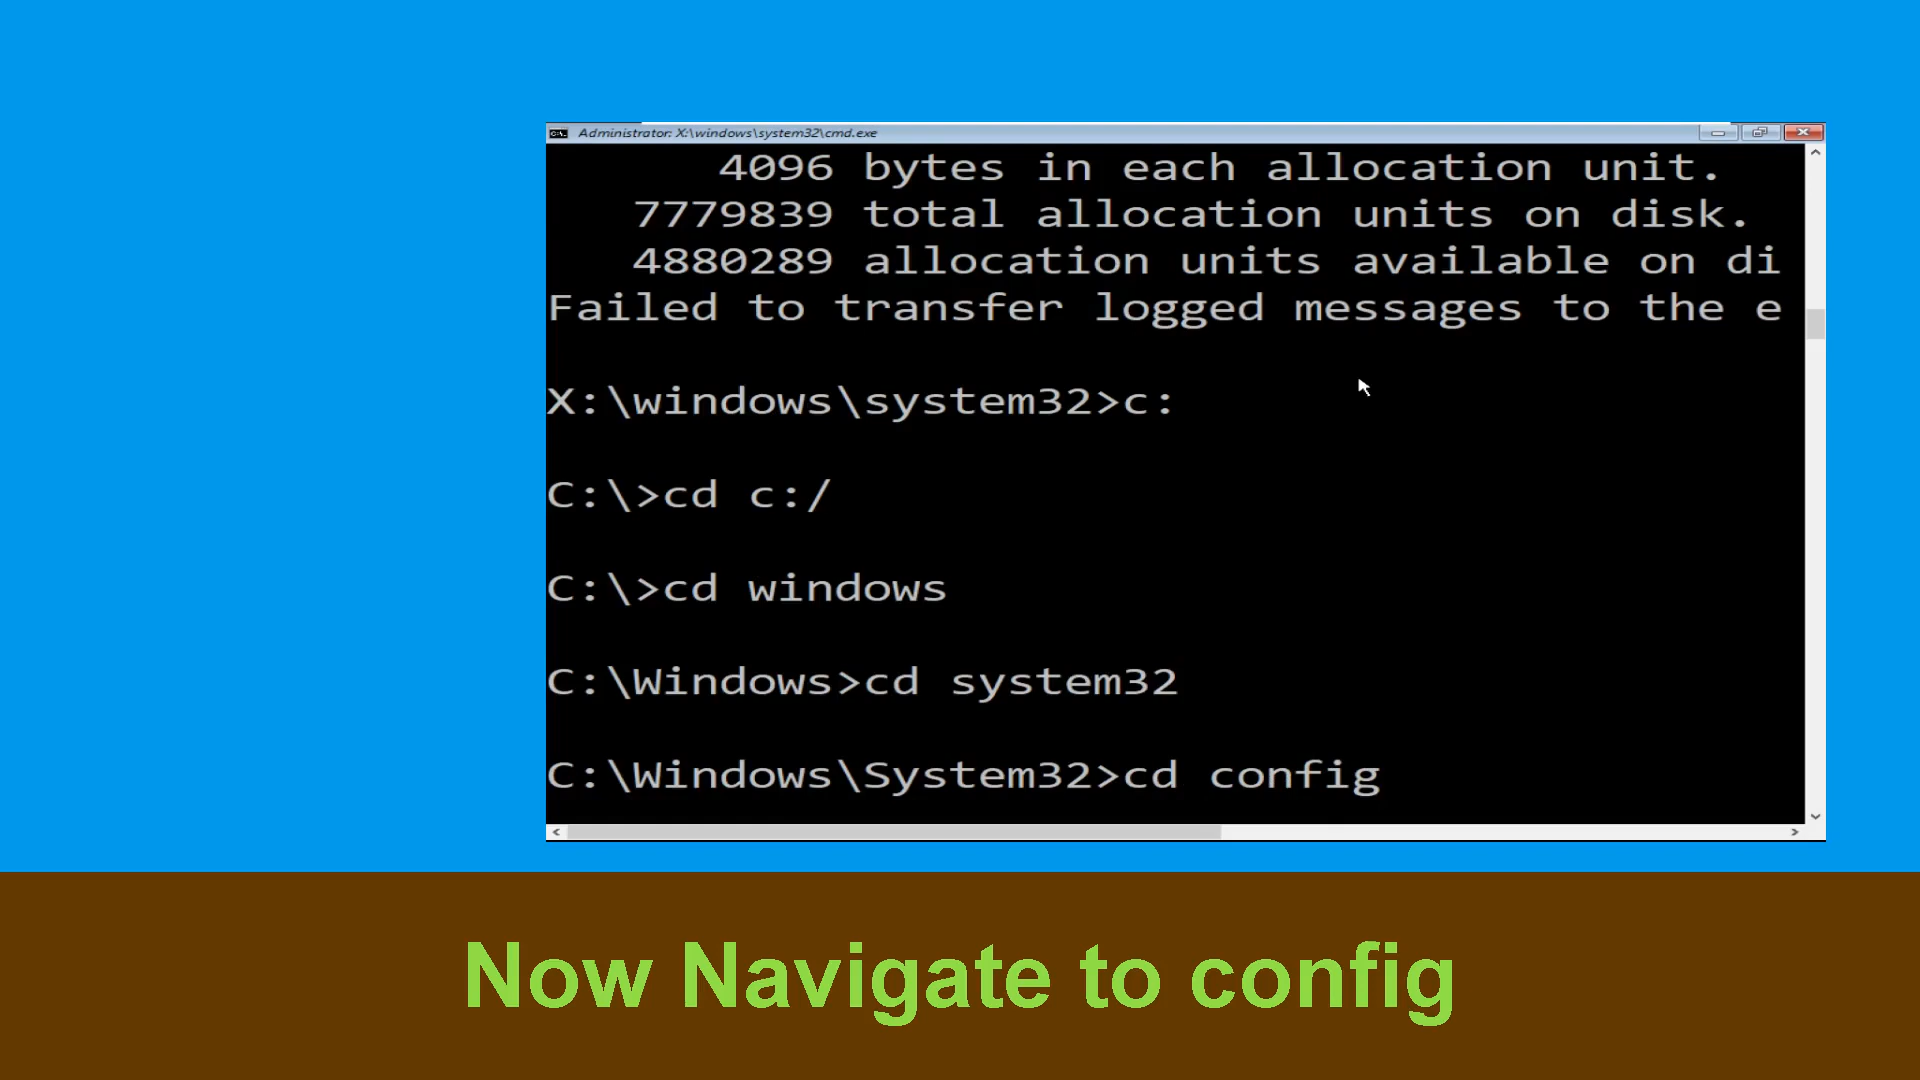 Administrator: X:\windows\system32\cmd.exe
4096 bytes in each allocation unit.
7779839 total allocation units on disk.
4880289 allocation units available on di
Failed to transfer logged messages to the e
X:\windows\system32>c:
C:\>cd c:/
C:\>cd windows
C:\Windows>cd system32
C:\Windows\System32>cd config
Now Navigate to config